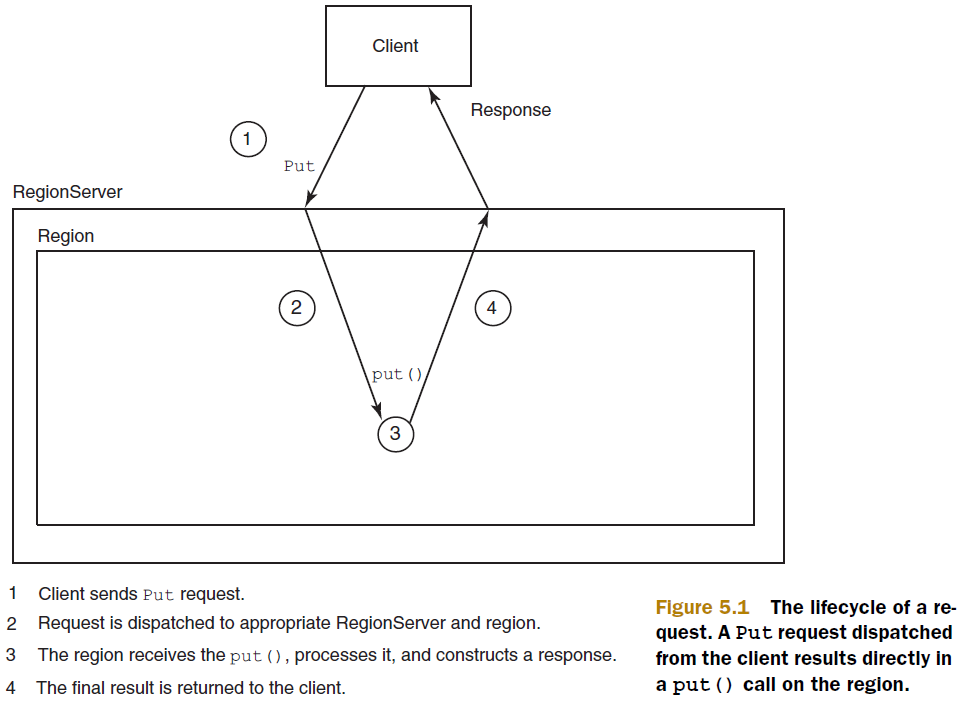 Client
Response
1
Put
RegionServer
Region
2
4
put()
3
1 Client sends Put request.
2 Request is dispatched to appropriate RegionServer and region.
3 The region receives the put(), processes it, and constructs a response.
4 The final result is returned to the client.
Figure 5.1 The lifecycle of a re-
quest. A Put request dispatched
from the client results directly in
a put() call on the region.